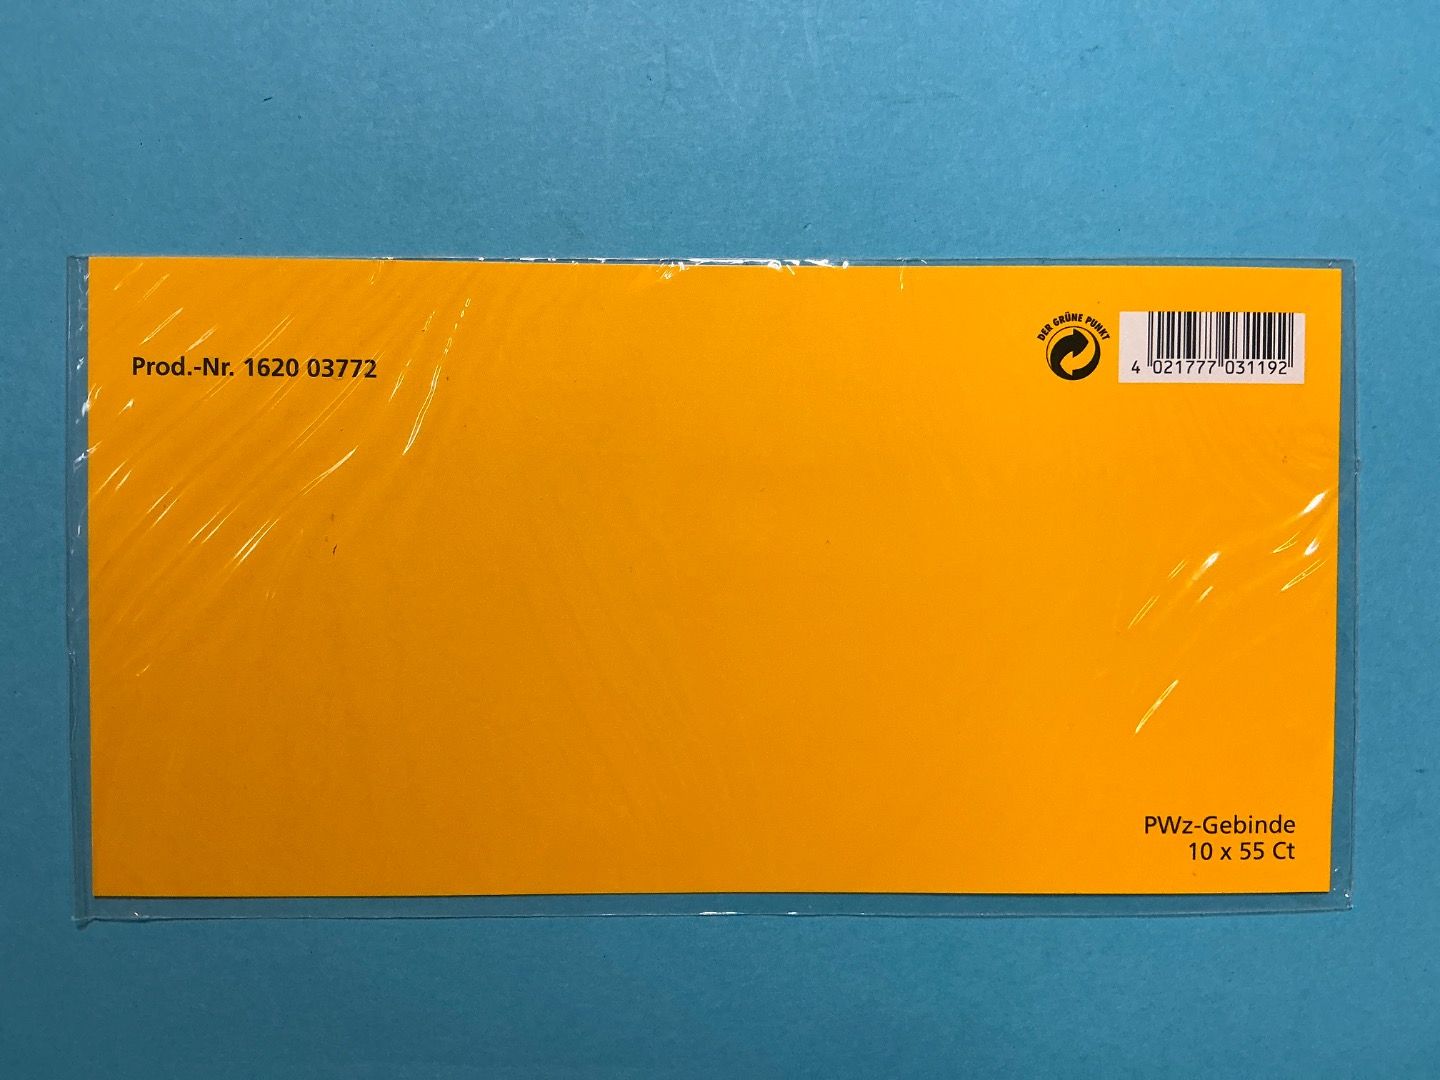 Prod.-Nr. 1620 03772
DER GRÜNE PUNKT
4 021777 031192
PWz-Gebinde
10 x 55 Ct